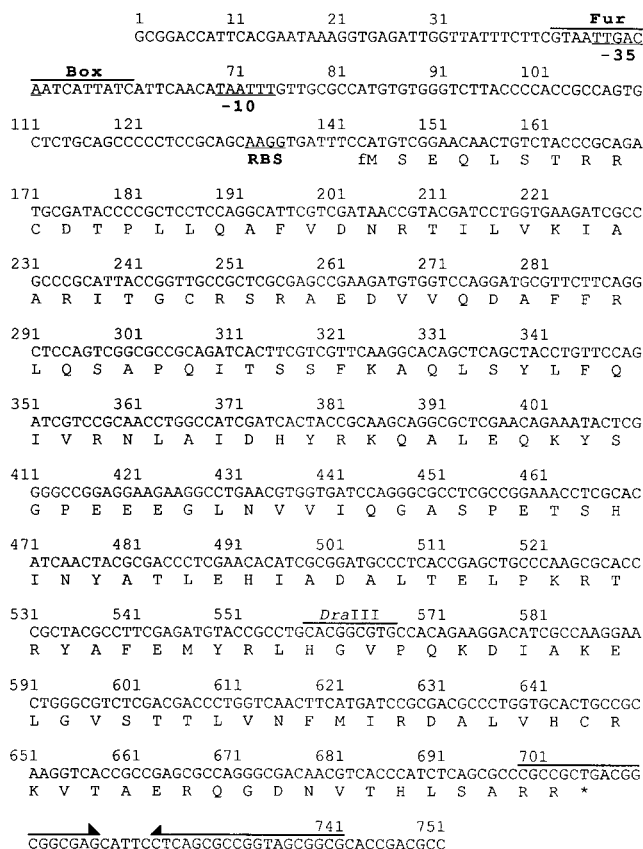 1 11 21 31 Fur
GCGGACCATTCACGAATAAAGGTGAGATTGGTTATTTCTTCGTAATTGAC
-35
Box 71 81 91 101
AATCATTATCATTCAACATAATTTGTTGCGCCATGTGTGGGTCTTACCCCACCGCCAGTG
-10
111 121 141 151 161
CTCTGCAGCCCCCTCCGCAGCAAGGTGATTTCCATGTCGGAACAACTGTCTACCCGCAGA
RBS fM S E Q L S T R R
171 181 191 201 211 221
TGCGATACCCCGCTCCTCCAGGCATTCGTCGATAACCGTACGATCCTGGTGAAGATCGCC
C D T P L L Q A F V D N R T I L V K I A
231 241 251 261 271 281
GCCCGCATTACCGGTTGCCGCTCGCGAGCCGAAGATGTGGTCCAGGATGCGTTCTTCAGG
A R I T G C R S R A E D V V Q D A F F R
291 301 311 321 331 341
CTCCAGTCGGCGCCGCAGATCACTTCGTCGTTCAAGGCACAGCTCAGCTACCTGTTCCAG
L Q S A P Q I T S S F K A Q L S Y L F Q
351 361 371 381 391 401
ATCGTCCGCAACCTGGCCATCGATCACTACCGCAAGCAGGCGCTCGAACAGAAATACTCG
I V R N L A I D H Y R K Q A L E Q K Y S
411 421 431 441 451 461
GGGCCGGAGGAAGAAGGCCTGAACGTGGTGATCCAGGGCGCCTCGCCGGAAACCTCGCAC
G P E E E G L N V V I Q G A S P E T S H
471 481 491 501 511 521
ATCAACTACGCGACCCTCGAACACATCGCGGATGCCCTCACCGAGCTGCCCAAGCGCACC
I N Y A T L E H I A D A L T E L P K R T
531 541 551 DraIII 571 581
CGCTACGCCTTCGAGATGTACCGCCTGCACGGCGTGCCACAGAAGGACATCGCCAAGGAA
R Y A F E M Y R L H G V P Q K D I A K E
591 601 611 621 631 641
CTGGGCGTCTCGACGACCCTGGTCAACTTCATGATCCGCGACGCCCTGGTGCACTGCCGC
L G V S T T L V N F M I R D A L V H C R
651 661 671 681 691 701
AAGGTCACCGCCGAGCGCCAGGGCGACAACGTCACCCATCTCAGCGCCCGCCGCTGACGG
K V T A E R Q G D N V T H L S A R R *
741 751
CGGCGAGCATTCCTCAGCGCCGGTAGCGGCGCACCGACGCC